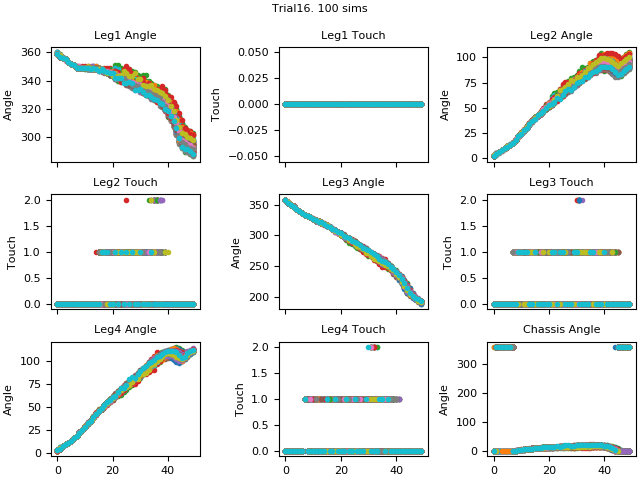 Trial16. 100 sims
Leg1 Angle
Leg1 Touch
Leg2 Angle
360
340
320
300
Angle
0.050
0.025
0.000
−0.025
−0.050
Touch
100
75
50
25
0
Angle
Leg2 Touch
Leg3 Angle
Leg3 Touch
2.0
1.5
1.0
0.5
0.0
Touch
350
300
250
200
Angle
2.0
1.5
1.0
0.5
0.0
Touch
Leg4 Angle
Leg4 Touch
Chassis Angle
100
75
50
25
0
Angle
0 20 40
2.0
1.5
1.0
0.5
0.0
Touch
0 20 40
300
200
100
0
Angle
0 20 40